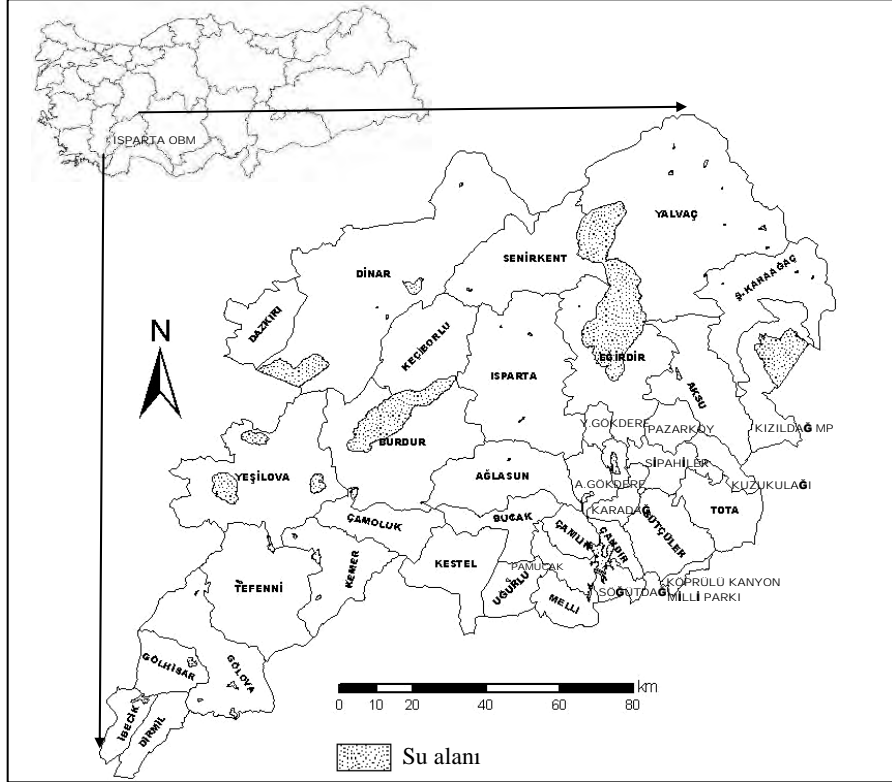 ISPARTA OBM
YALVAÇ
SENİRKENT
DİNAR
Ş-KARAAĞAÇ
DAZKIRI
KEÇİBORLU
EĞİRDİR
ISPARTA
AKSU
N
Y.GÖKDERE
PAZARKÖY
KIZILDAĞ MP
BURDUR
SİPAHİLER
YEŞİLOVA
AĞLASUN
A.GÖKDERE
KUZUKULAĞI
KARADAĞ
SÜTÇÜLEK
TOTA
ÇAMOLUK
BUCAK
ÇAMLIK
ÇANDIR
KESTEL
PAMUCAK
KEMER
TEFENNİ
UĞURLU
MELLİ
SÖĞÜTDAĞI
KÖPRÜLÜ KANYON
MİLLİ PARKI
GÖLHİSAR
GÖLOVA
İBECİK
DİRMİL
km
0 10 20 40 60 80
Su alanı